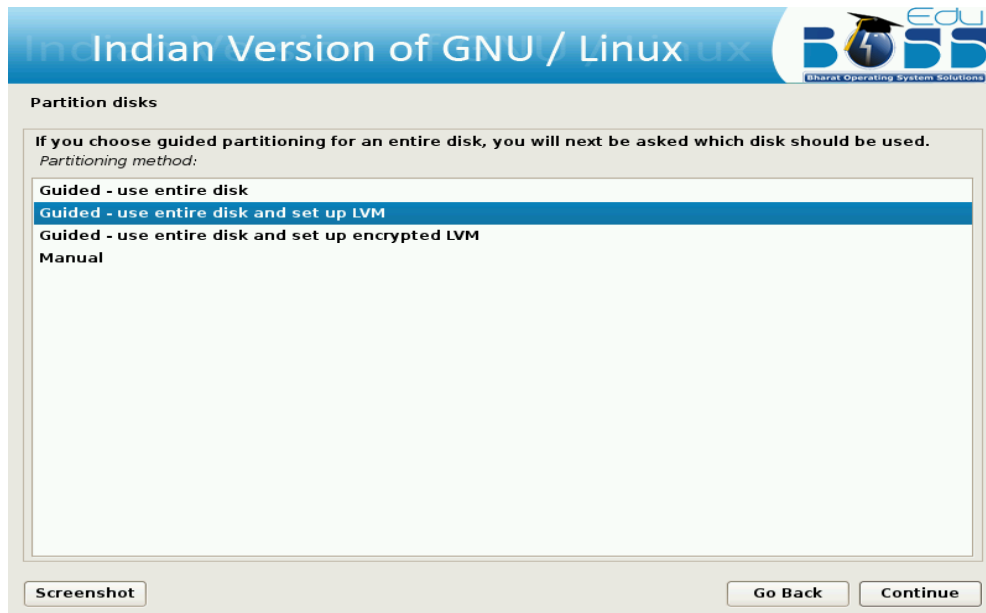 Indian Version of GNU / Linux
Edu
BOSS
Bharat Operating System Solutions
Partition disks
If you choose guided partitioning for an entire disk, you will next be asked which disk should be used.
Partitioning method:
Guided - use entire disk
Guided - use entire disk and set up LVM
Guided - use entire disk and set up encrypted LVM
Manual
Screenshot
Go Back
Continue